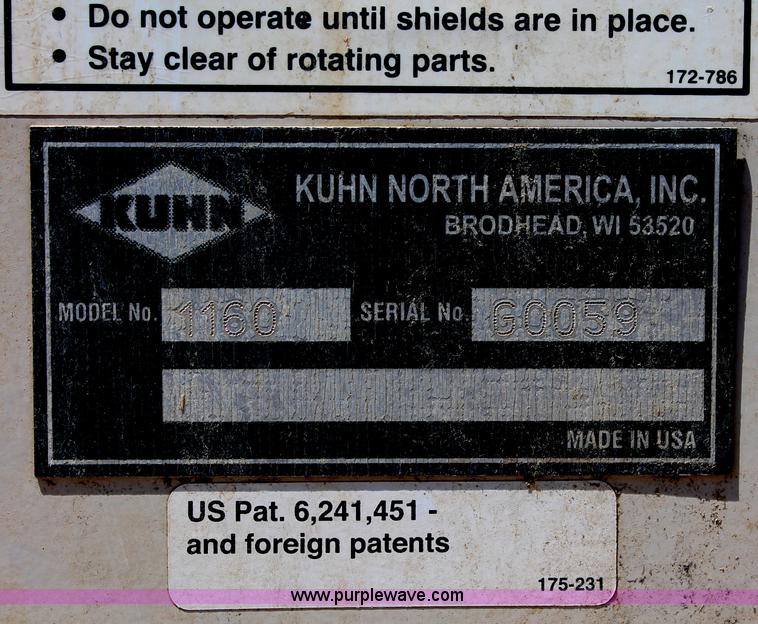 • Do not operate until shields are in place.
• Stay clear of rotating parts.
172-786
KUHN
KUHN NORTH AMERICA, INC.
BRODHEAD, WI 53520
MODEL No. 1160 SERIAL No. G0059
MADE IN USA
US Pat. 6,241,451 -
and foreign patents
175-231
www.purplewave.com